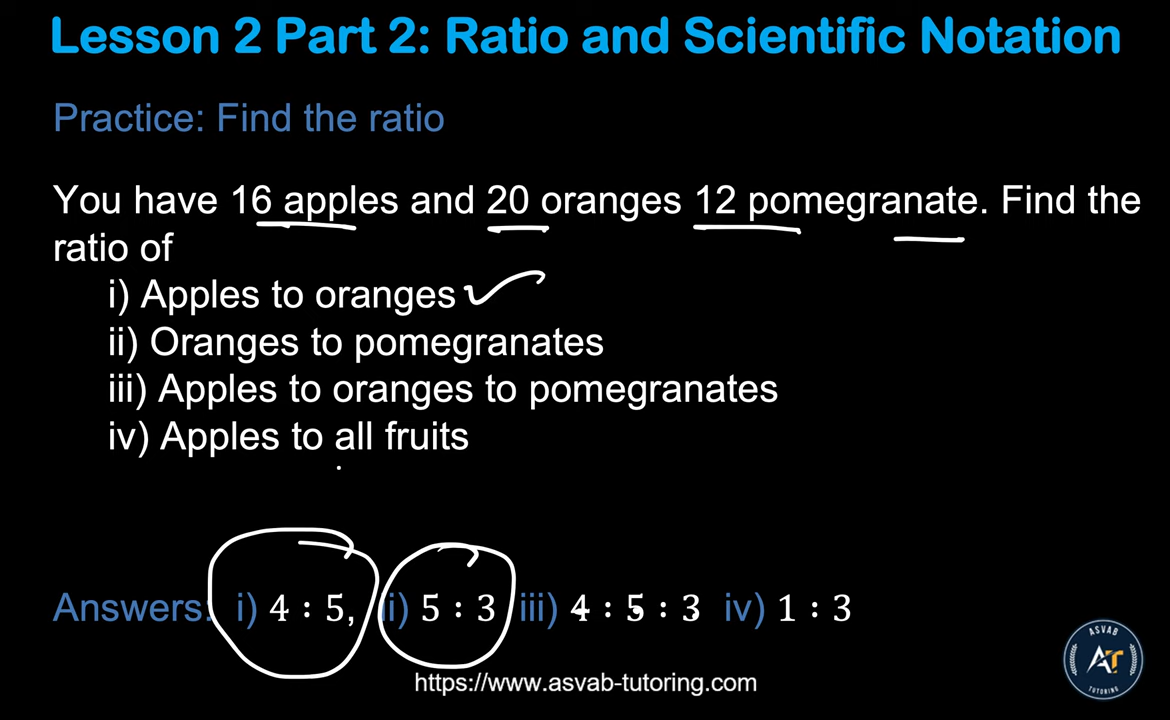 Lesson 2 Part 2: Ratio and Scientific Notation
Practice: Find the ratio
You have 16 apples and 20 oranges 12 pomegranate. Find the
ratio of
i) Apples to oranges
ii) Oranges to pomegranates
iii) Apples to oranges to pomegranates
iv) Apples to all fruits
Answers: i) 4 : 5, ii) 5 : 3 iii) 4 : 5 : 3 iv) 1 : 3
https://www.asvab-tutoring.com
ASVAB
AT
TUTORING